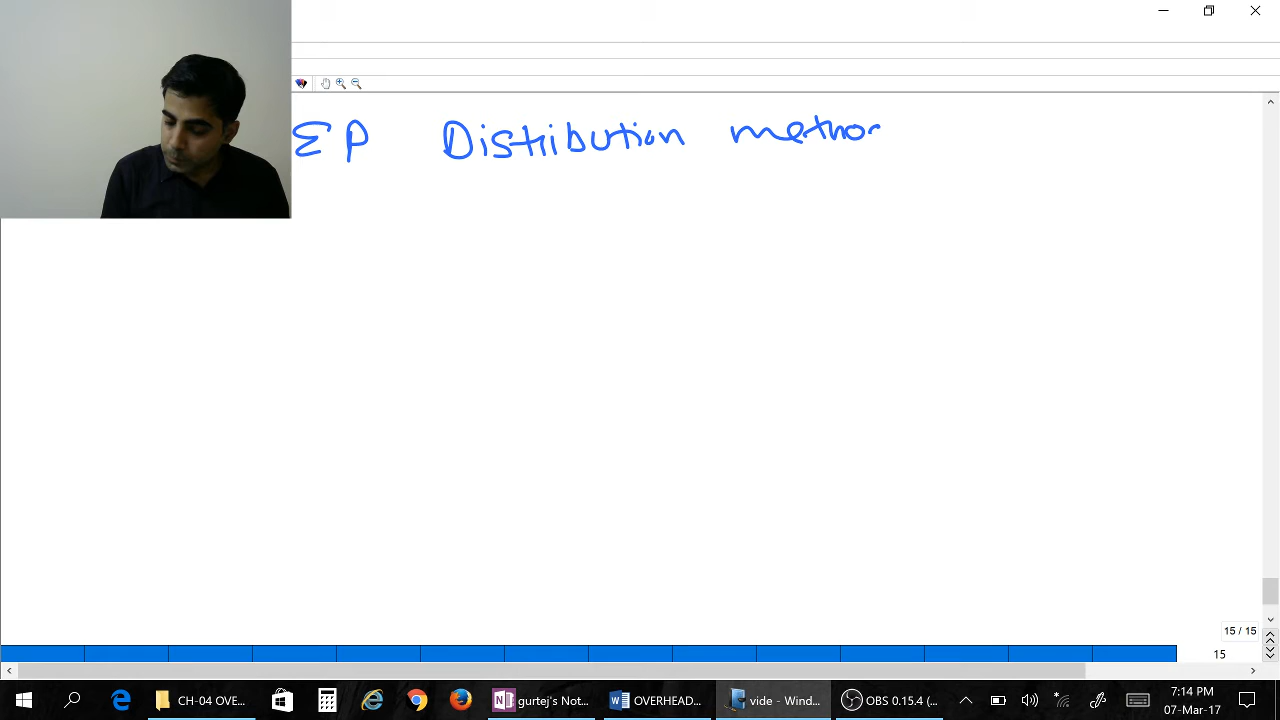 EP Distribution method
15 / 15
15
CH-04 OVE...
gurtej's Not...
OVERHEAD...
vide - Wind...
OBS 0.15.4 (...
7:14 PM
07-Mar-17